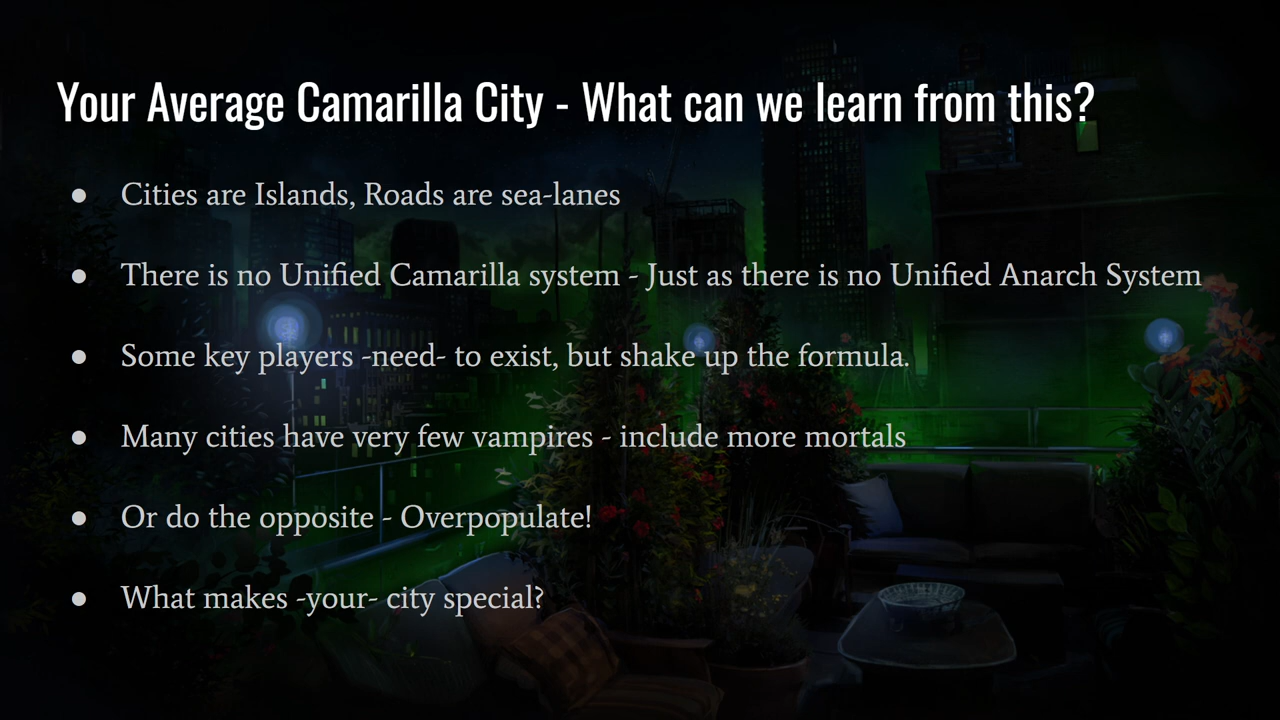 Your Average Camarilla City - What can we learn from this?
● Cities are Islands, Roads are sea-lanes
● There is no Unified Camarilla system - Just as there is no Unified Anarch System
● Some key players -need- to exist, but shake up the formula.
● Many cities have very few vampires - include more mortals
● Or do the opposite - Overpopulate!
● What makes -your- city special?